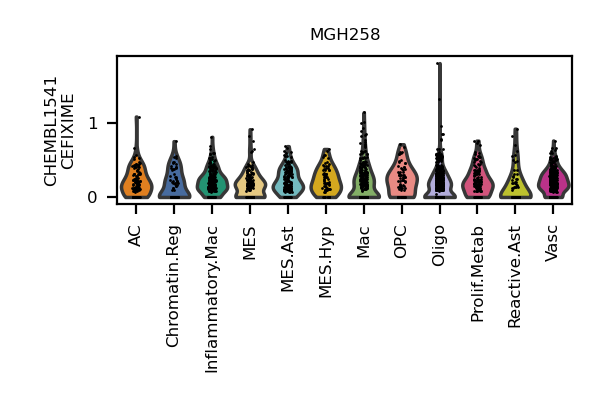 MGH258
CHEMBL1541
CEFIXIME
1
0
AC
Chromatin.Reg
Inflammatory.Mac
MES
MES.Ast
MES.Hyp
Mac
OPC
Oligo
Prolif.Metab
Reactive.Ast
Vasc